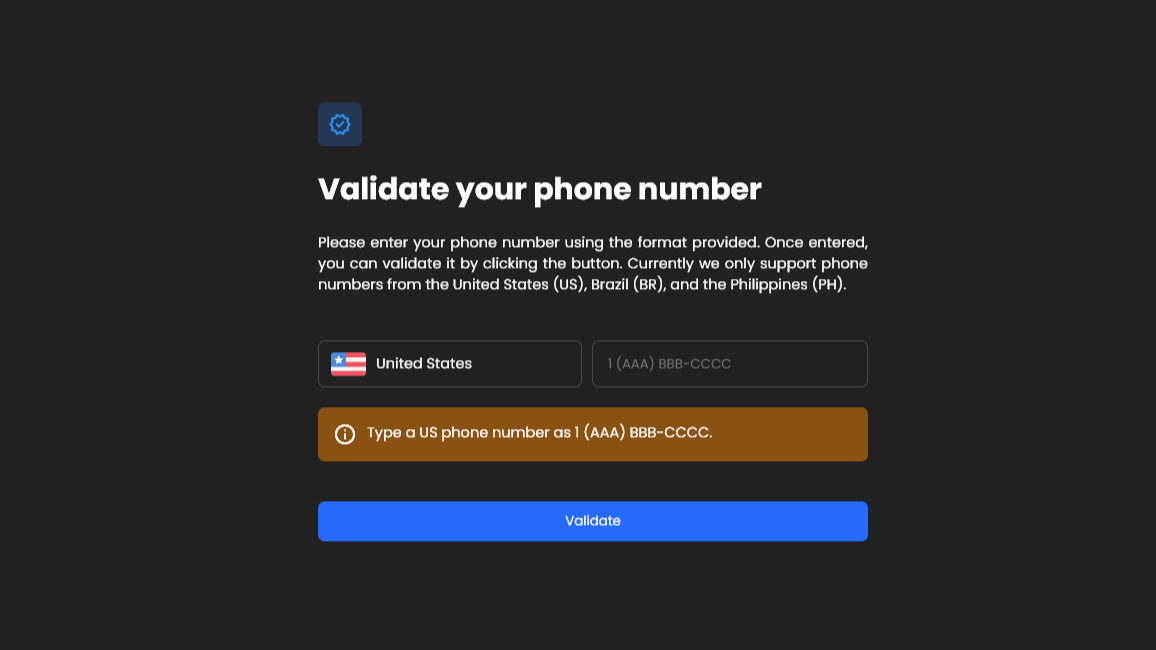 Validate your phone number
Please enter your phone number using the format provided. Once entered,
you can validate it by clicking the button. Currently we only support phone
numbers from the United States (US), Brazil (BR), and the Philippines (PH).
United States
1 (AAA) BBB-CCCC
Type a US phone number as 1 (AAA) BBB-CCCC.
Validate